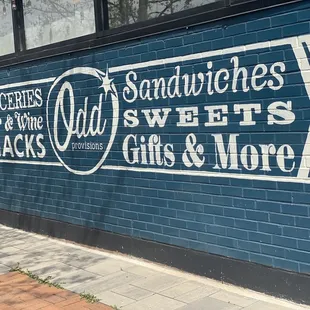 CERIES
& Wine
ACKS
Odd
provisions
Sandwiches
SWEETS
Gifts & More